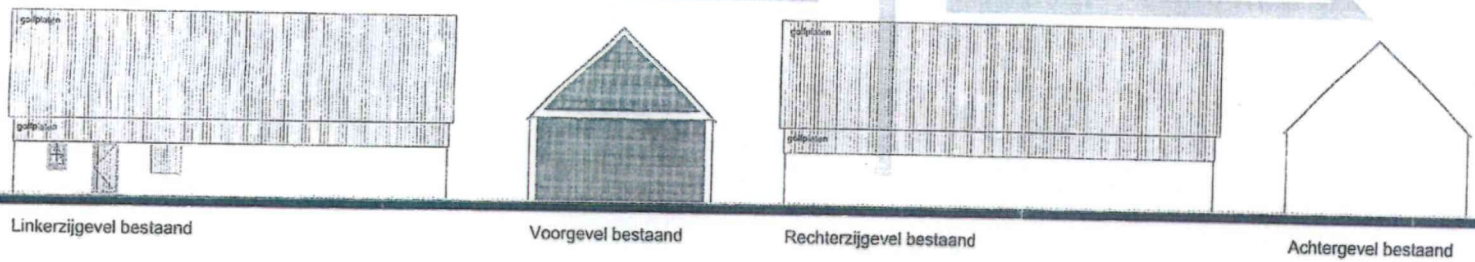 golfplaten
golfplaten
golfplaten
golfplaten
Linkerzijgevel bestaand
Voorgevel bestaand
Rechterzijgevel bestaand
Achtergevel bestaand